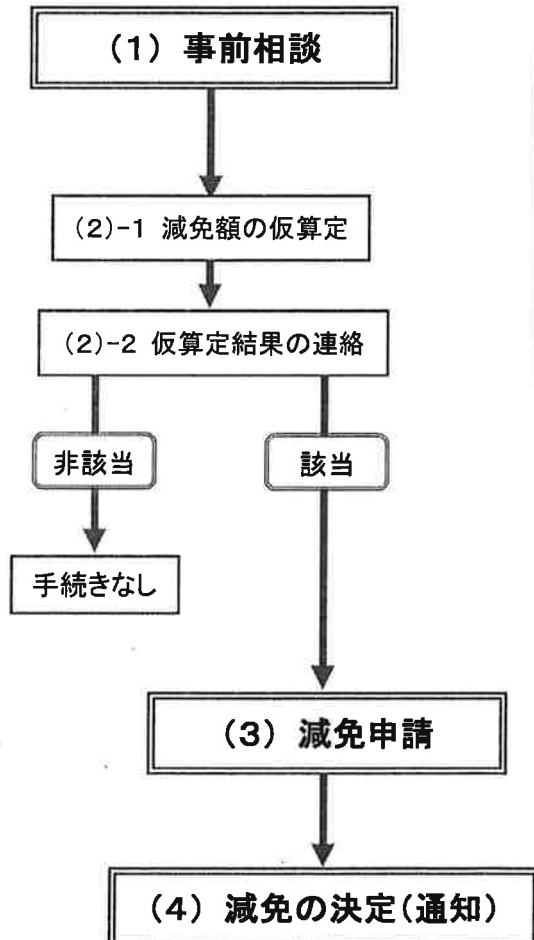 (1) 事前相談
(2)-1 減免額の仮算定
(2)-2 仮算定結果の連絡
非該当
該当
手続きなし
(3) 減免申請
(4) 減免の決定(通知)